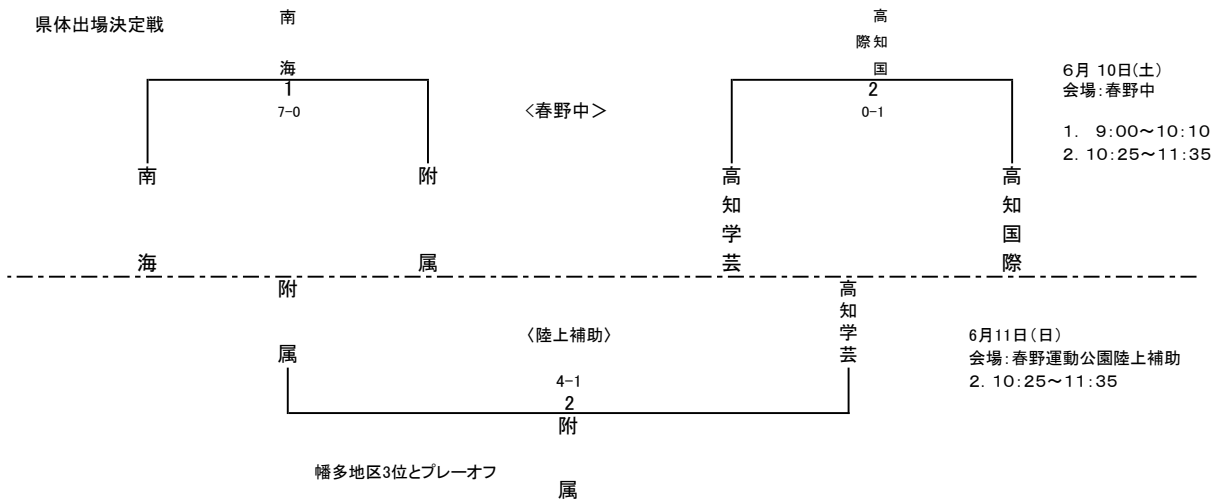 県体出場決定戦
南海
高知国際
1
7-0
<春野中>
2
0-1
6月 10日(土)
会場:春野中
1. 9:00~10:10
2. 10:25~11:35
南海
附属
高知学芸
高知国際
附属
〈陸上補助〉
高知学芸
6月11日(日)
会場:春野運動公園陸上補助
2. 10:25~11:35
4-1
2
附属
幡多地区3位とプレーオフ